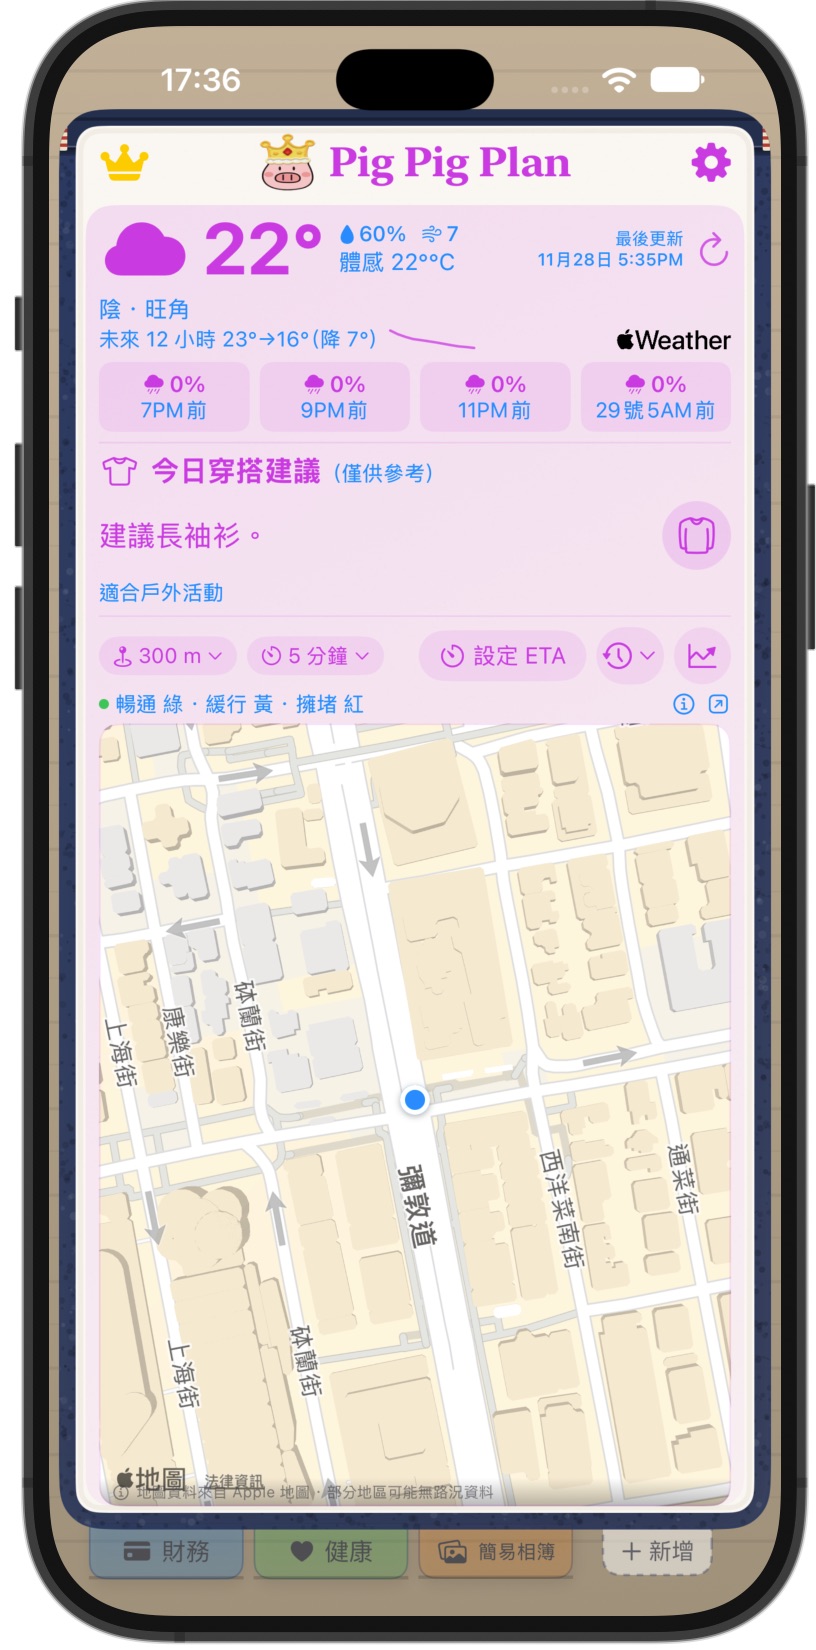 17:36
Pig Pig Plan
22°
60% 7
體感 22°°C
最後更新
11月28日 5:35PM
陰 · 旺角
未來 12 小時 23°→16°(降 7°)
Weather
0% 0% 0% 0%
7PM前 9PM前 11PM前 29號5AM前
今日穿搭建議 (僅供參考)
建議長袖衫。
適合戶外活動
300 m 5 分鐘 設定 ETA
暢通 綠 · 緩行 黃 · 擁堵 紅
砵蘭街
康樂街
上海街
彌敦道
西洋菜南街
通菜街
砵蘭街
上海街
地圖 法律資訊
地圖資料來自 Apple 地圖 · 部分地區可能無路況資料
財務 健康 簡易相簿 + 新增